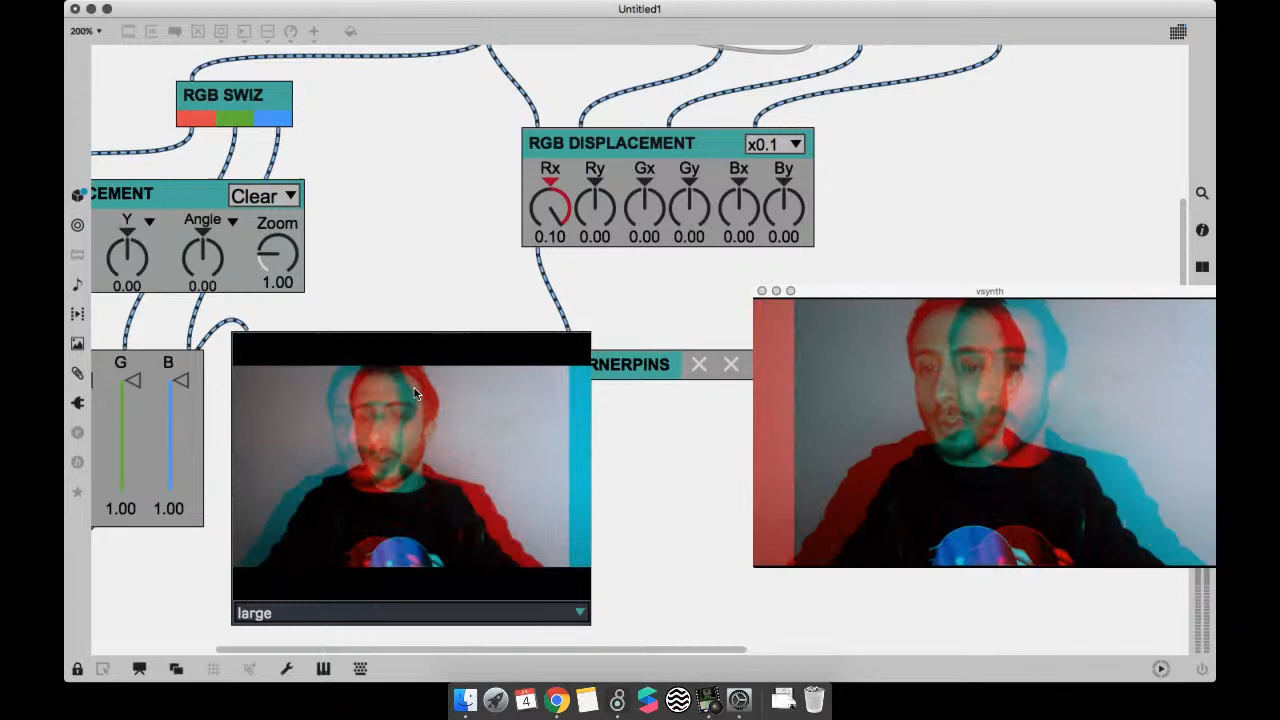 Untitled1
200%
RGB SWIZ
RGB DISPLACEMENT
x0.1
Rx
Ry
Gx
Gy
Bx
By
0.10
0.00
0.00
0.00
0.00
0.00
CEMENT
Clear
Y
Angle
Zoom
0.00
0.00
1.00
vsynth
G
B
RNERPINS
1.00
1.00
large
4